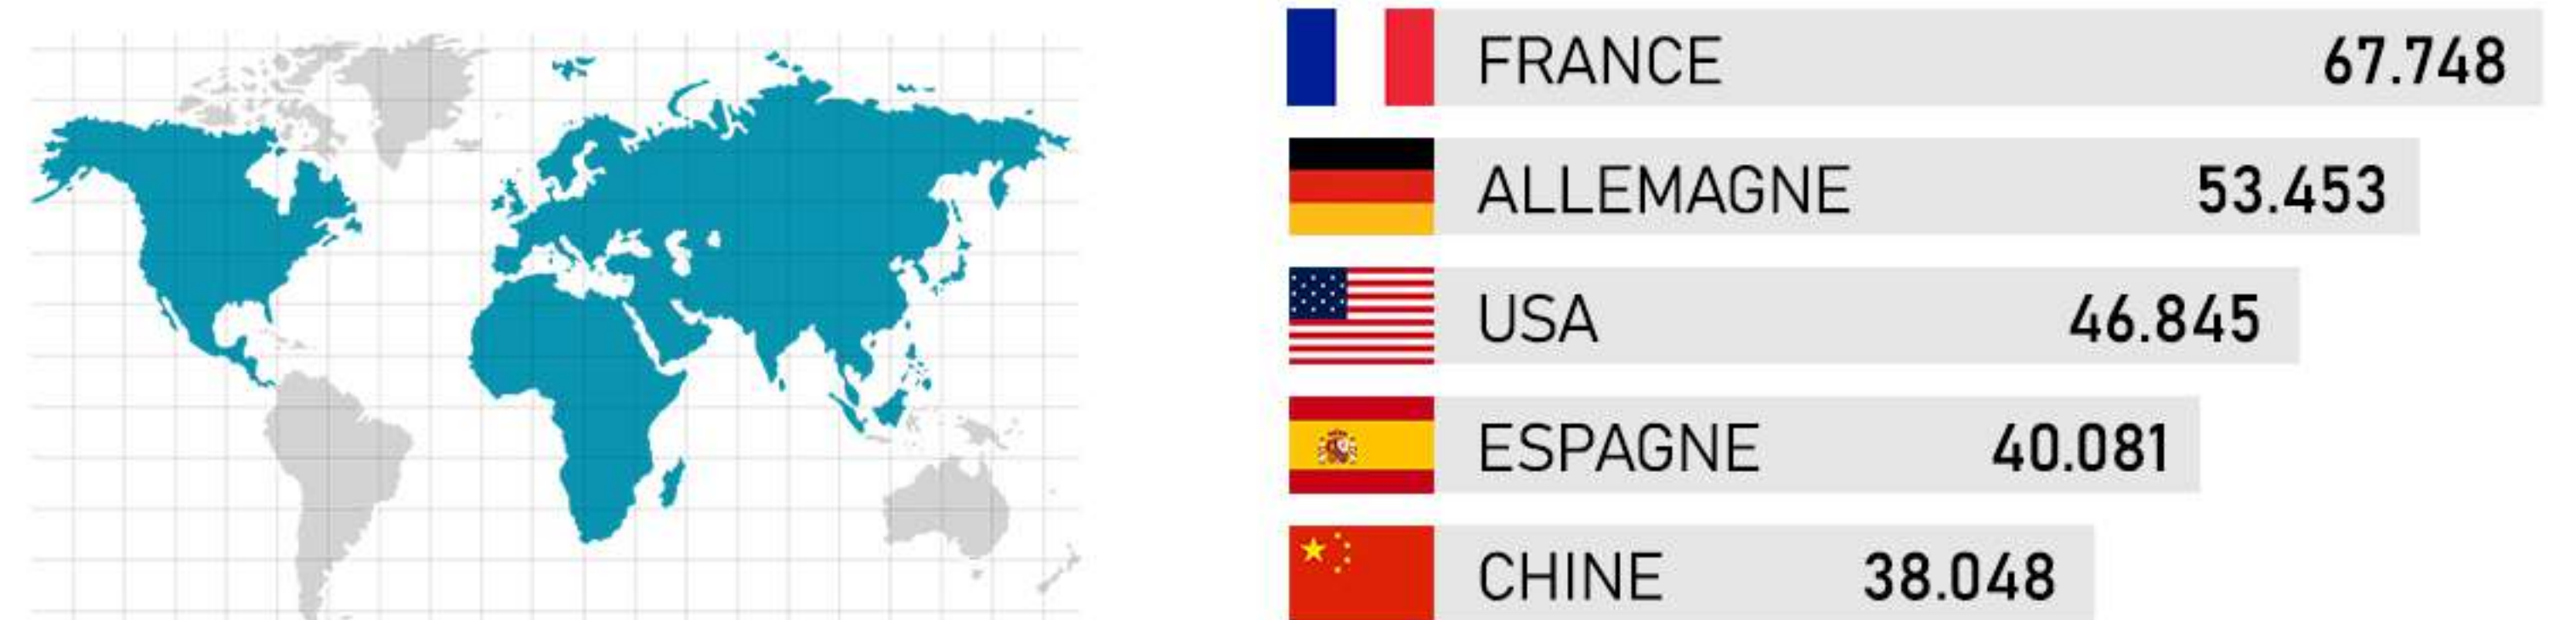 FRANCE 67.748
ALLEMAGNE 53.453
USA 46.845
ESPAGNE 40.081
CHINE 38.048